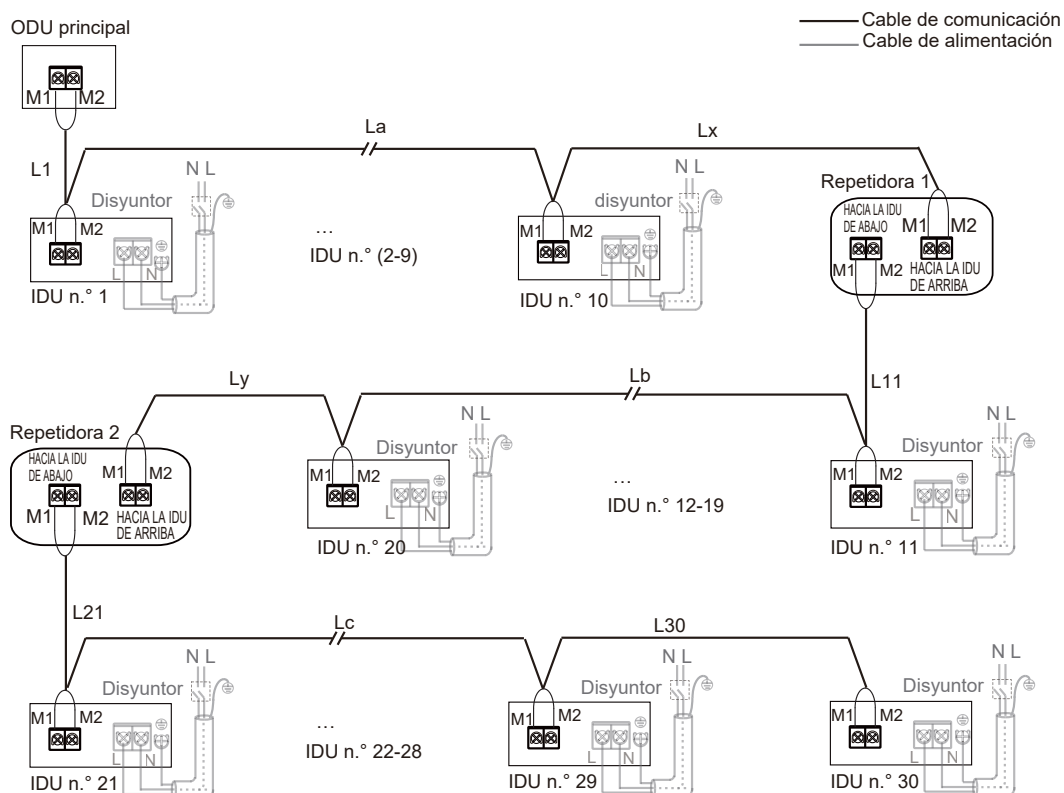 Cable de comunicación
Cable de alimentación
ODU principal
M1 M2
L1
La
Lx
N L
Disyuntor
M1 M2
L N
IDU n.° 1
...
IDU n.° (2-9)
N L
disyuntor
M1 M2
L N
IDU n.° 10
Repetidora 1
HACIA LA IDU
DE ABAJO
M1 M2
M1 M2
HACIA LA IDU
DE ARRIBA
L11
Ly
Lb
Repetidora 2
HACIA LA IDU
DE ABAJO
M1 M2
M1 M2
HACIA LA IDU
DE ARRIBA
N L
Disyuntor
M1 M2
L N
IDU n.° 20
...
IDU n.° 12-19
N L
Disyuntor
M1 M2
L N
IDU n.° 11
L21
Lc
L30
N L
Disyuntor
M1 M2
L N
IDU n.° 21
...
IDU n.° 22-28
N L
Disyuntor
M1 M2
L N
IDU n.° 29
N L
Disyuntor
M1 M2
L N
IDU n.° 30